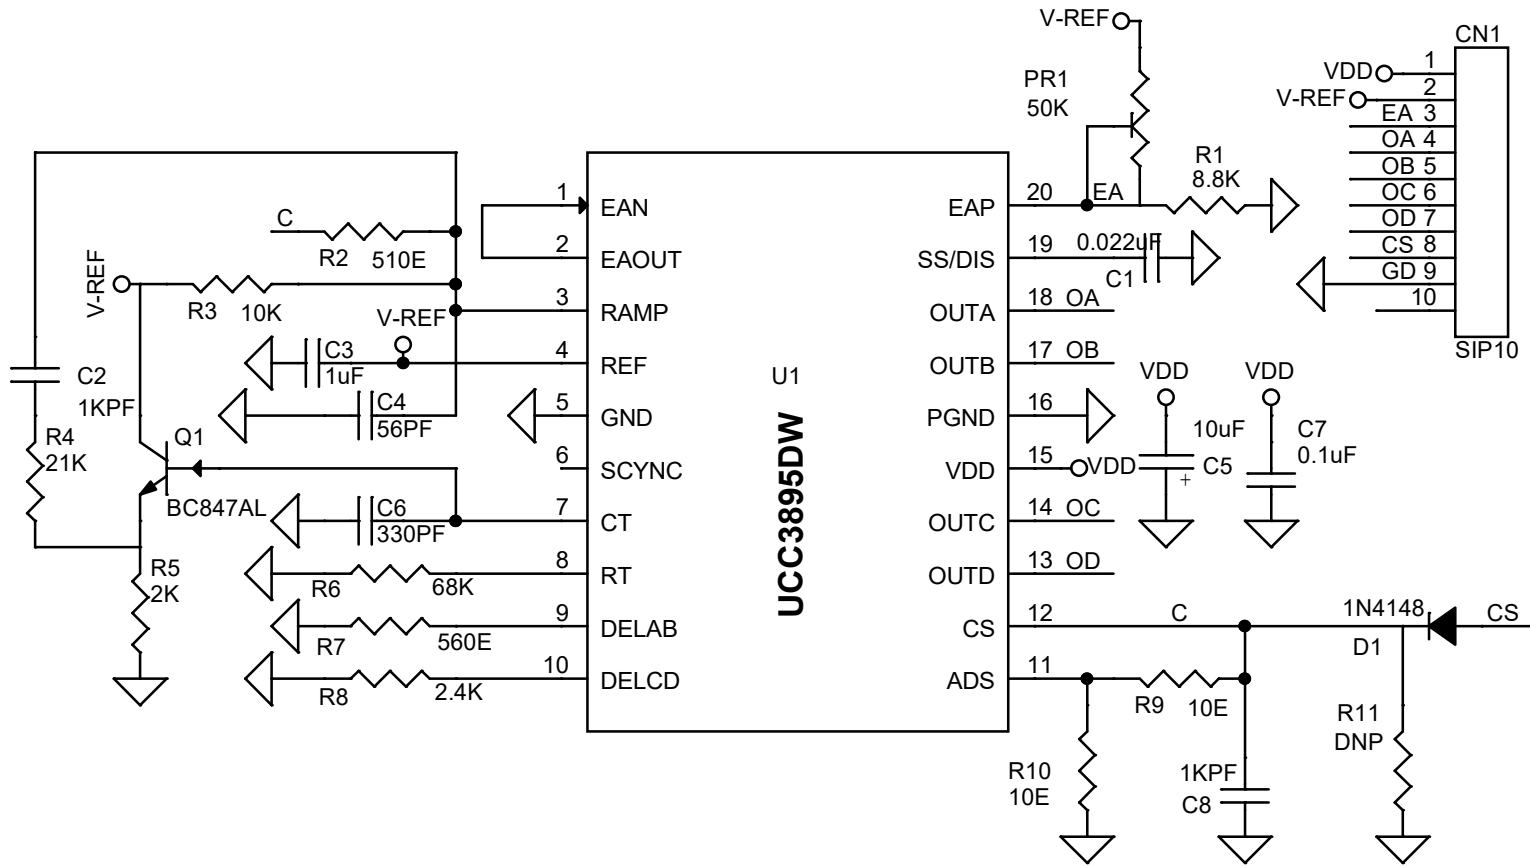 V-REF
PR1
50K
R1
8.8K
CN1
VDD 1
V-REF 2
EA 3
OA 4
OB 5
OC 6
OD 7
CS 8
GD 9
10
SIP10
C
R2 510E
V-REF
R3 10K
V-REF
C3
1uF
C4
56PF
C2
1KPF
R4
21K
Q1
BC847AL
C6
330PF
R5
2K
R6 68K
R7 560E
R8 2.4K
1 EAN
2 EAOUT
3 RAMP
4 REF
5 GND
6 SCYNC
7 CT
8 RT
9 DELAB
10 DELCD
U1
UCC3895DW
EAP 20 EA
SS/DIS 19 0.022uF
C1
OUTA 18 OA
OUTB 17 OB
PGND 16
VDD 15 VDD
OUTC 14 OC
OUTD 13 OD
CS 12 C
ADS 11
VDD
10uF
C5
+
VDD
C7
0.1uF
1N4148
D1
CS
R9 10E
R10
10E
1KPF
C8
R11
DNP